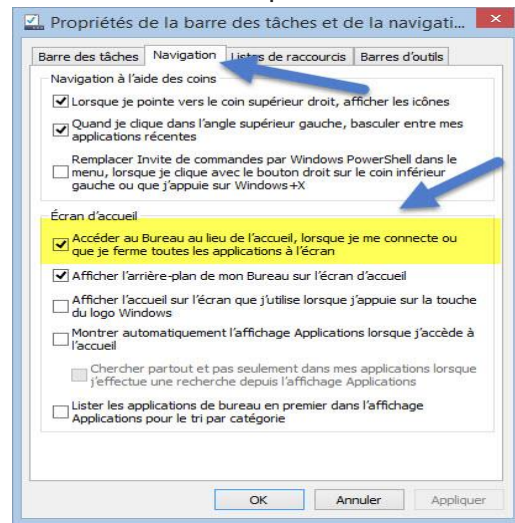 Propriétés de la barre des tâches et de la navigati...
Barre des tâches Navigation Listes de raccourcis Barres d'outils
Navigation à l'aide des coins
Lorsque je pointe vers le coin supérieur droit, afficher les icônes
Quand je clique dans l'angle supérieur gauche, basculer entre mes
applications récentes
Remplacer Invite de commandes par Windows PowerShell dans le
menu, lorsque je clique avec le bouton droit sur le coin inférieur
gauche ou que j'appuie sur Windows+X
Écran d'accueil
Accéder au Bureau au lieu de l'accueil, lorsque je me connecte ou
que je ferme toutes les applications à l'écran
Afficher l'arrière-plan de mon Bureau sur l'écran d'accueil
Afficher l'accueil sur l'écran que j'utilise lorsque j'appuie sur la touche
du logo Windows
Montrer automatiquement l'affichage Applications lorsque j'accède à
l'accueil
Chercher partout et pas seulement dans mes applications lorsque
j'effectue une recherche depuis l'affichage Applications
Lister les applications de bureau en premier dans l'affichage
Applications pour le tri par catégorie
OK Annuler Appliquer